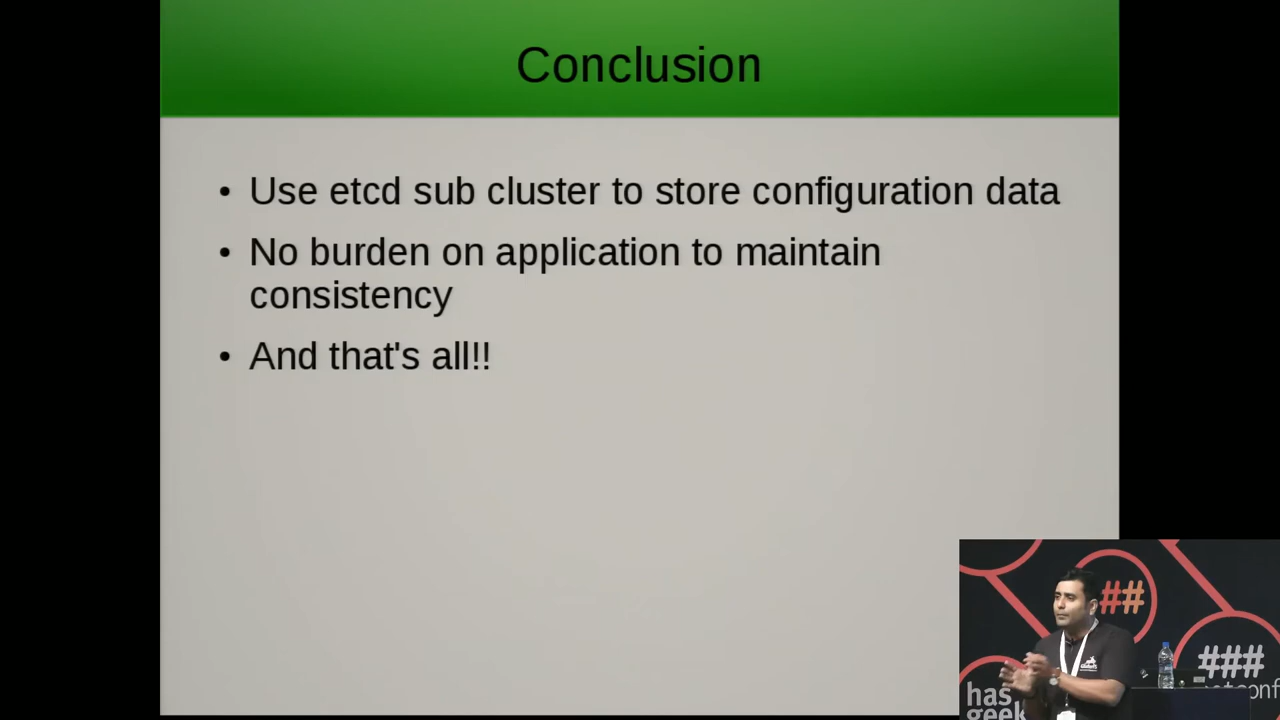 Conclusion
• Use etcd sub cluster to store configuration data
• No burden on application to maintain
consistency
• And that's all!!
##
###
has
geek